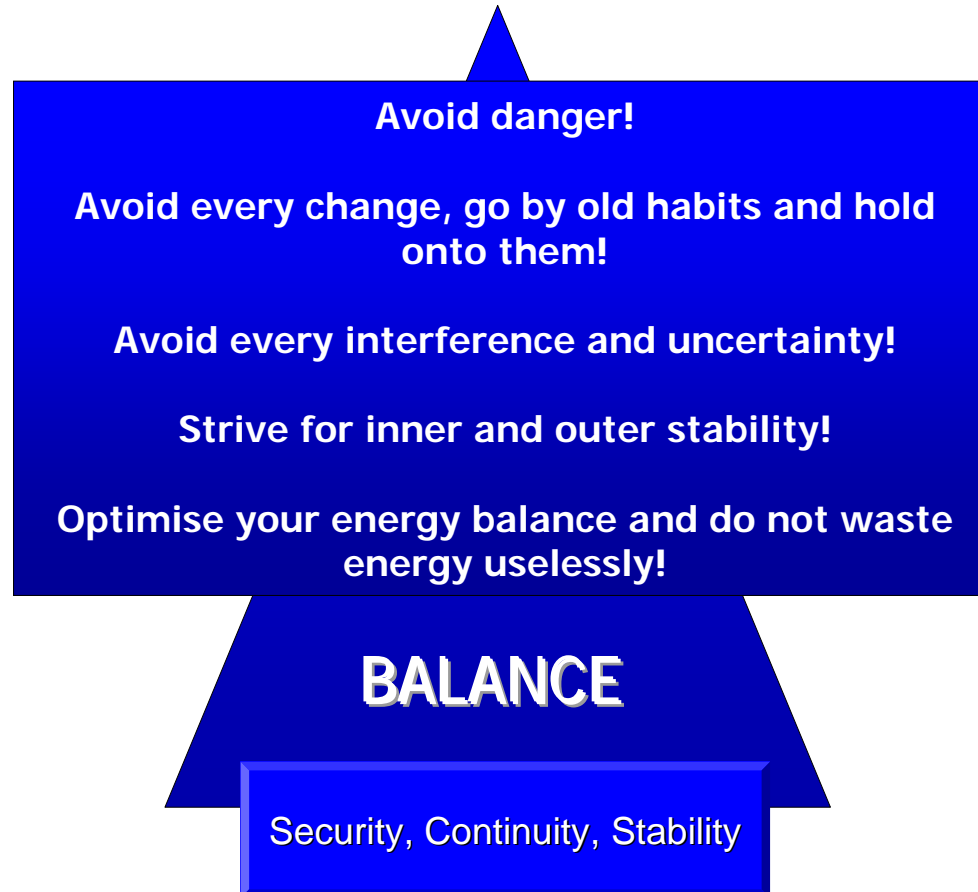 Avoid danger!
Avoid every change, go by old habits and hold
onto them!
Avoid every interference and uncertainty!
Strive for inner and outer stability!
Optimise your energy balance and do not waste
energy uselessly!
BALANCE
Security, Continuity, Stability